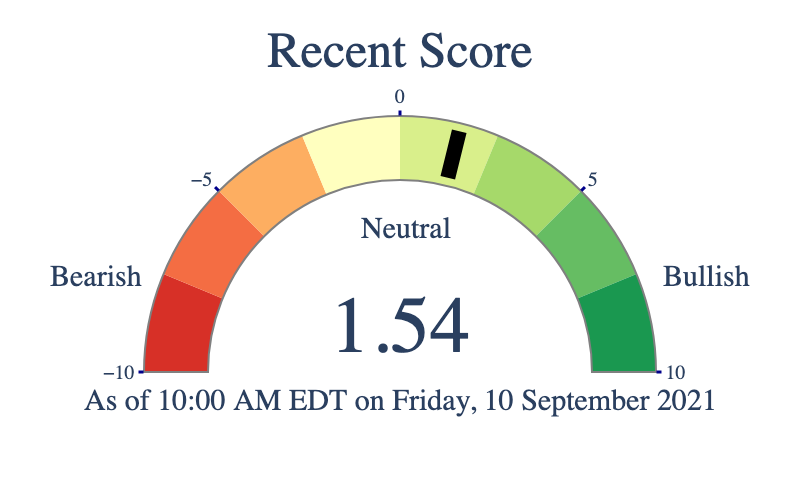 Recent Score
0
−5
5
Neutral
Bearish
Bullish
1.54
−10
10
As of 10:00 AM EDT on Friday, 10 September 2021